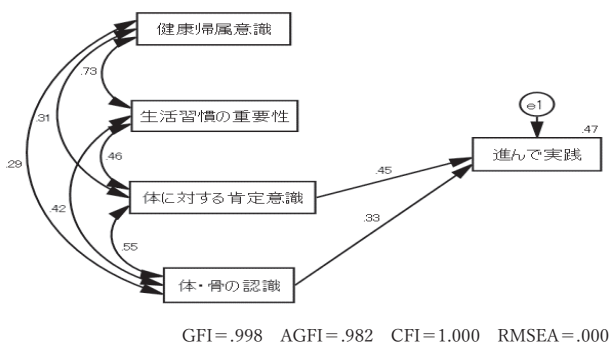 健康帰属意識
.73
生活習慣の重要性
e1
.47
.31
進んで実践
.29
.46
.45
体に対する肯定意識
.42
.33
.55
体・骨の認識
GFI=.998 AGFI=.982 CFI=1.000 RMSEA=.000